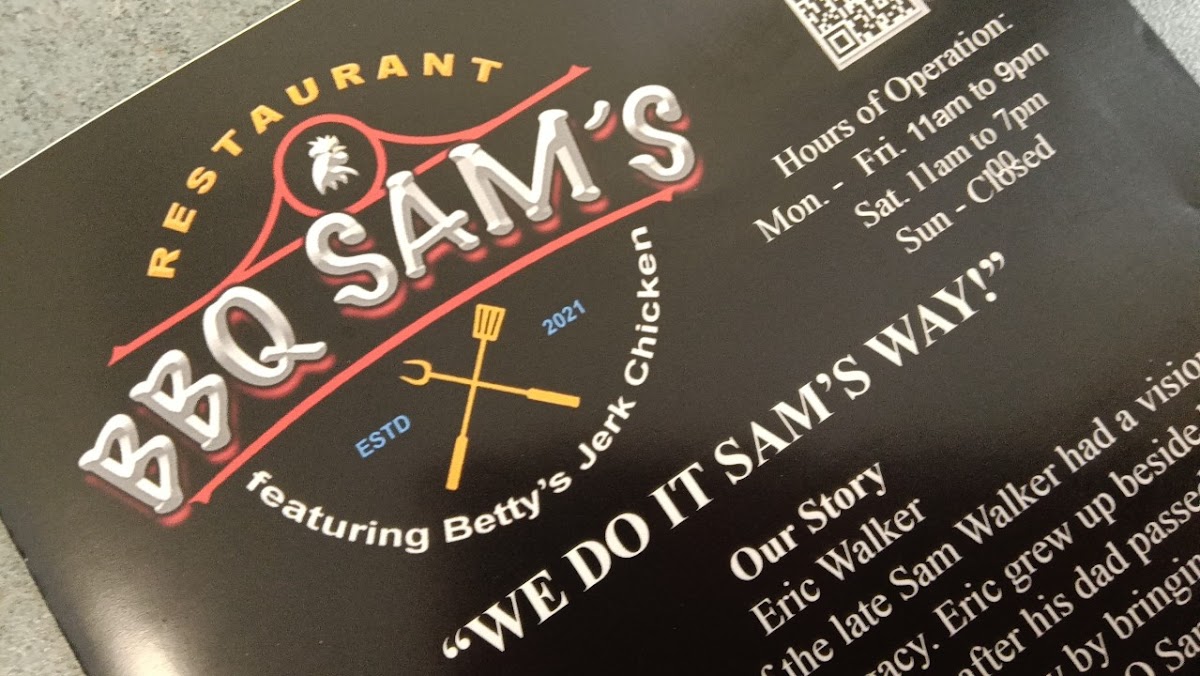 RESTAURANT
BBQ SAM'S
ESTD
2021
featuring Betty's Jerk Chicken
Hours of Operation:
Mon. - Fri. 11am to 9pm
Sat. 11am to 7pm
Sun - Closed
"WE DO IT SAM'S WAY!"
Our Story
Eric Walker
the late Sam Walker had a
Eric grew up beside
after his dad passed
by